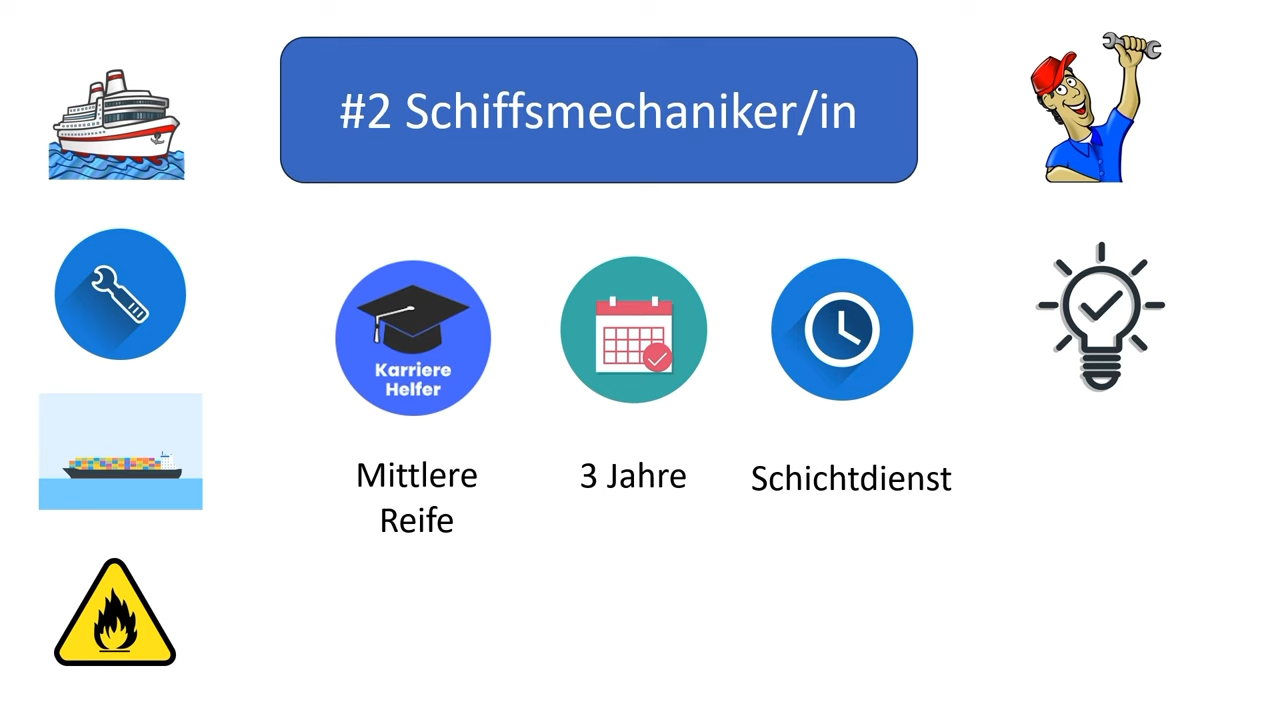 #2 Schiffsmechaniker/in
Karriere
Helfer
Mittlere
Reife
3 Jahre
Schichtdienst